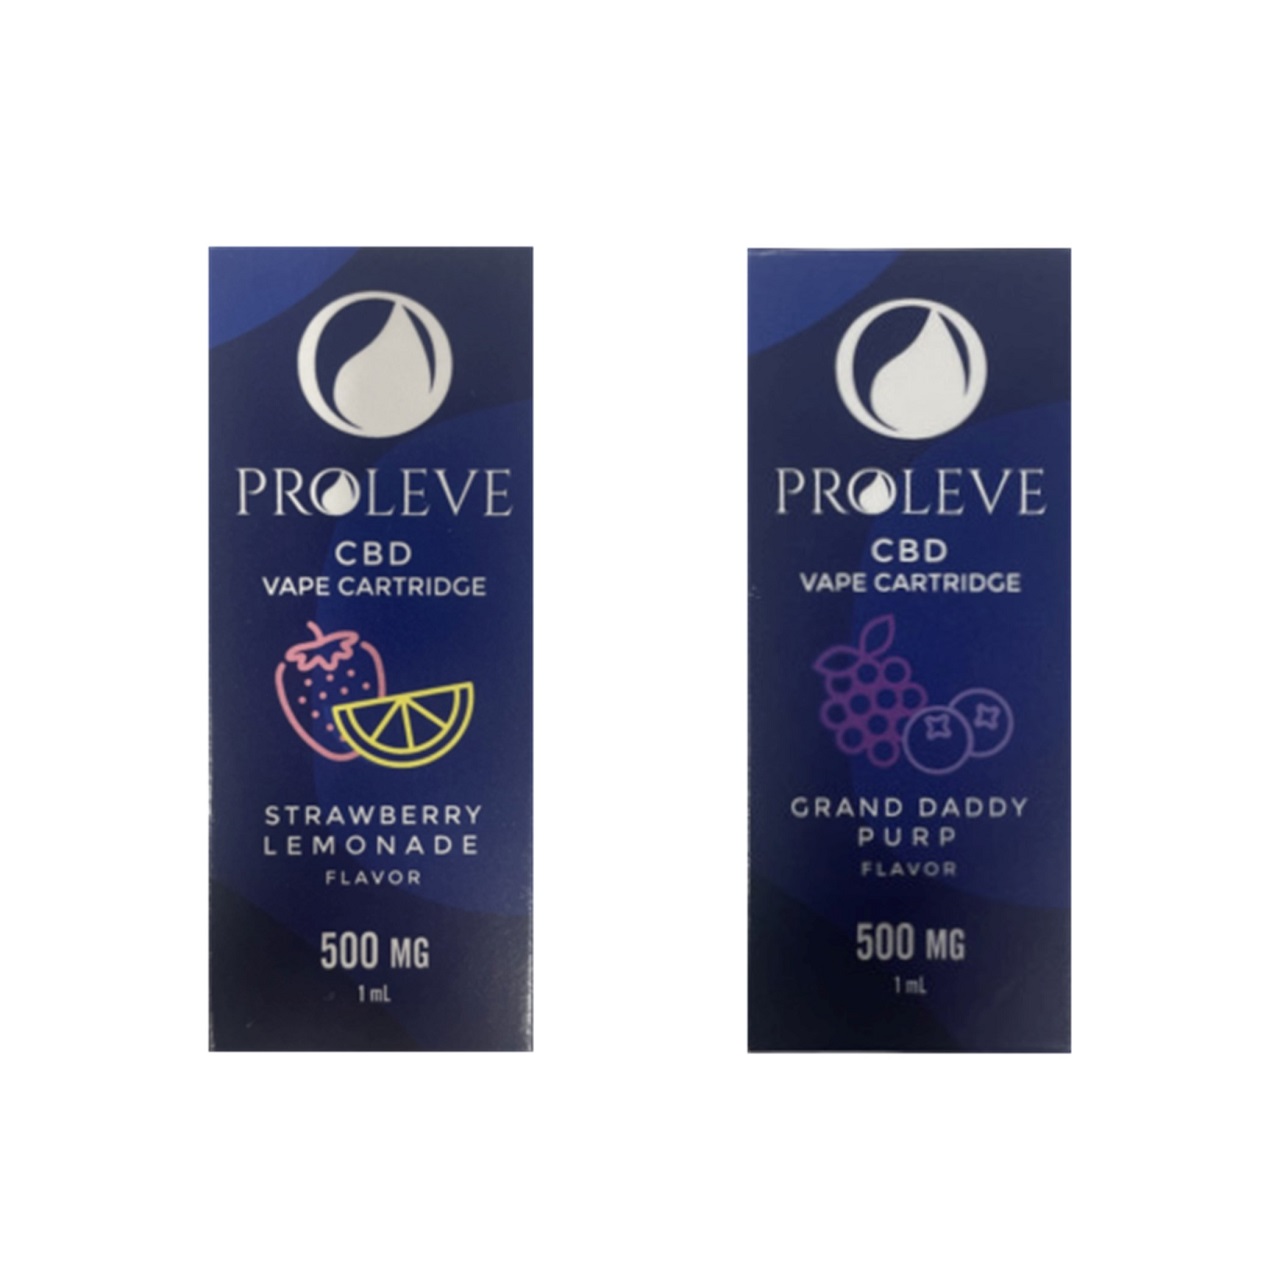 PROLEVE
CBD
VAPE CARTRIDGE
STRAWBERRY
LEMONADE
FLAVOR
500 MG
1 mL
PROLEVE
CBD
VAPE CARTRIDGE
GRAND DADDY
PURP
FLAVOR
500 MG
1 mL